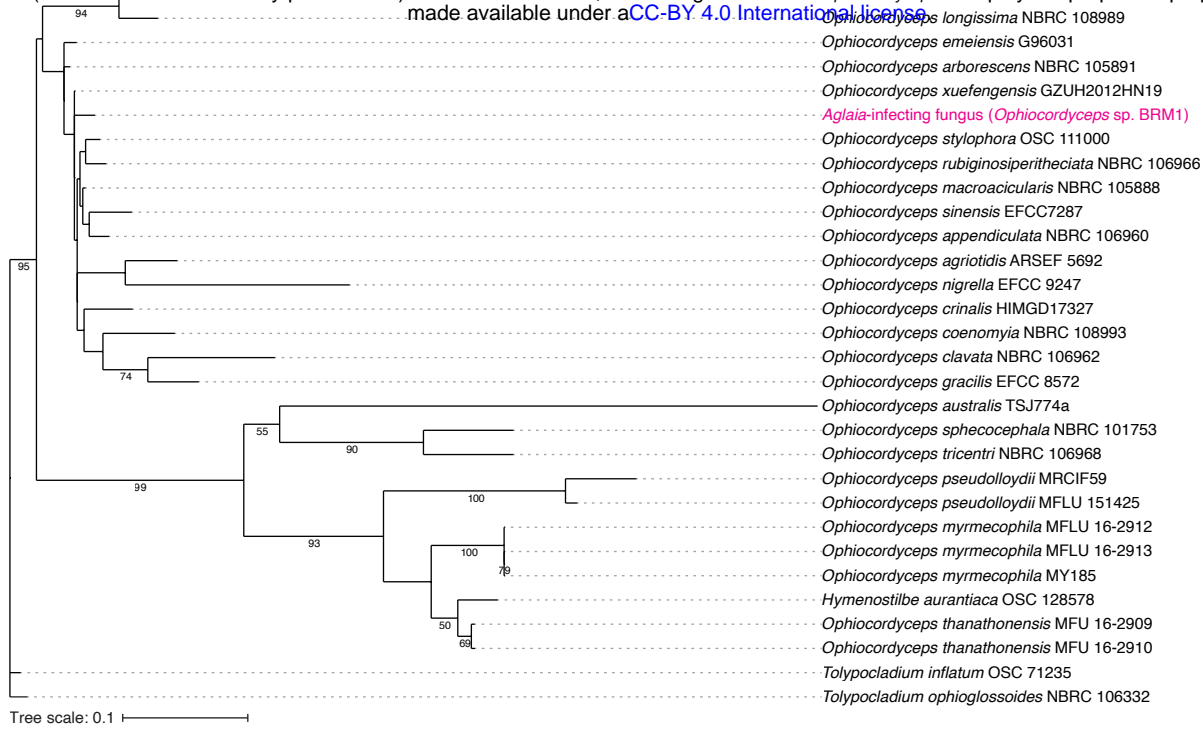 made available under aCC-BY 4.0 International license.
94
Ophiocordyceps longissima NBRC 108989
Ophiocordyceps emeiensis G96031
Ophiocordyceps arborescens NBRC 105891
Ophiocordyceps xuefengensis GZUH2012HN19
Aglaia-infecting fungus (Ophiocordyceps sp. BRM1)
Ophiocordyceps stylophora OSC 111000
Ophiocordyceps rubiginosiperitheciata NBRC 106966
Ophiocordyceps macroacicularis NBRC 105888
Ophiocordyceps sinensis EFCC7287
Ophiocordyceps appendiculata NBRC 106960
95
Ophiocordyceps agriotidis ARSEF 5692
Ophiocordyceps nigrella EFCC 9247
Ophiocordyceps crinalis HIMGD17327
Ophiocordyceps coenomyia NBRC 108993
Ophiocordyceps clavata NBRC 106962
74
Ophiocordyceps gracilis EFCC 8572
Ophiocordyceps australis TSJ774a
55
Ophiocordyceps sphecocephala NBRC 101753
90
Ophiocordyceps tricentri NBRC 106968
Ophiocordyceps pseudolloydii MRCIF59
99
100
Ophiocordyceps pseudolloydii MFLU 151425
Ophiocordyceps myrmecophila MFLU 16-2912
93
100
Ophiocordyceps myrmecophila MFLU 16-2913
79
Ophiocordyceps myrmecophila MY185
Hymenostilbe aurantiaca OSC 128578
50
Ophiocordyceps thanathonensis MFU 16-2909
69
Ophiocordyceps thanathonensis MFU 16-2910
Tolypocladium inflatum OSC 71235
Tolypocladium ophioglossoides NBRC 106332
Tree scale: 0.1